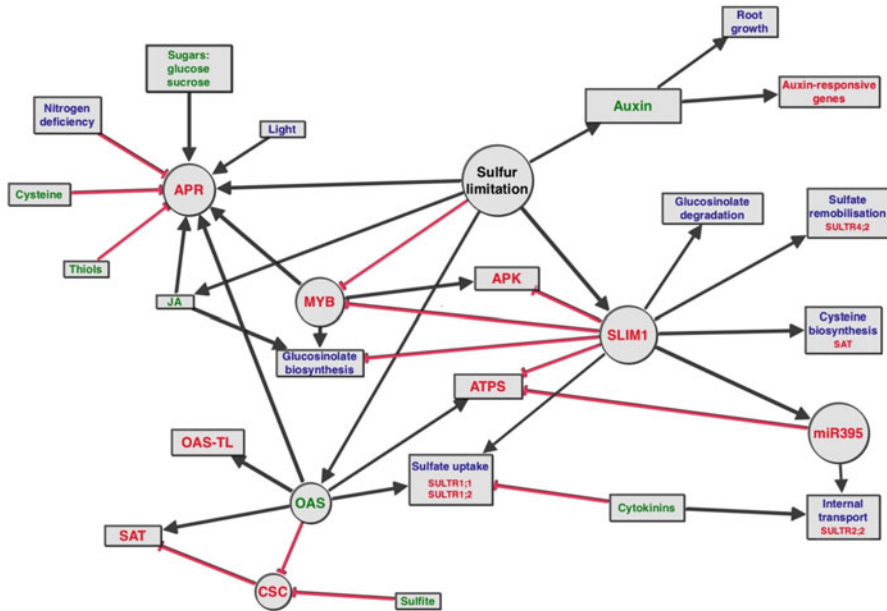 Root
growth
Sugars:
glucose
sucrose
Auxin-responsive
genes
Auxin
Nitrogen
deficiency
Light
Sulfur
limitation
Cysteine
APR
Glucosinolate
degradation
Sulfate
remobilisation
SULTR4;2
Thiols
JA
MYB
APK
SLIM1
Cysteine
biosynthesis
SAT
Glucosinolate
biosynthesis
ATPS
miR395
OAS-TL
Sulfate uptake
SULTR1;1
SULTR1;2
OAS
Cytokinins
Internal
transport
SULTR2;2
SAT
CSC
Sulfite